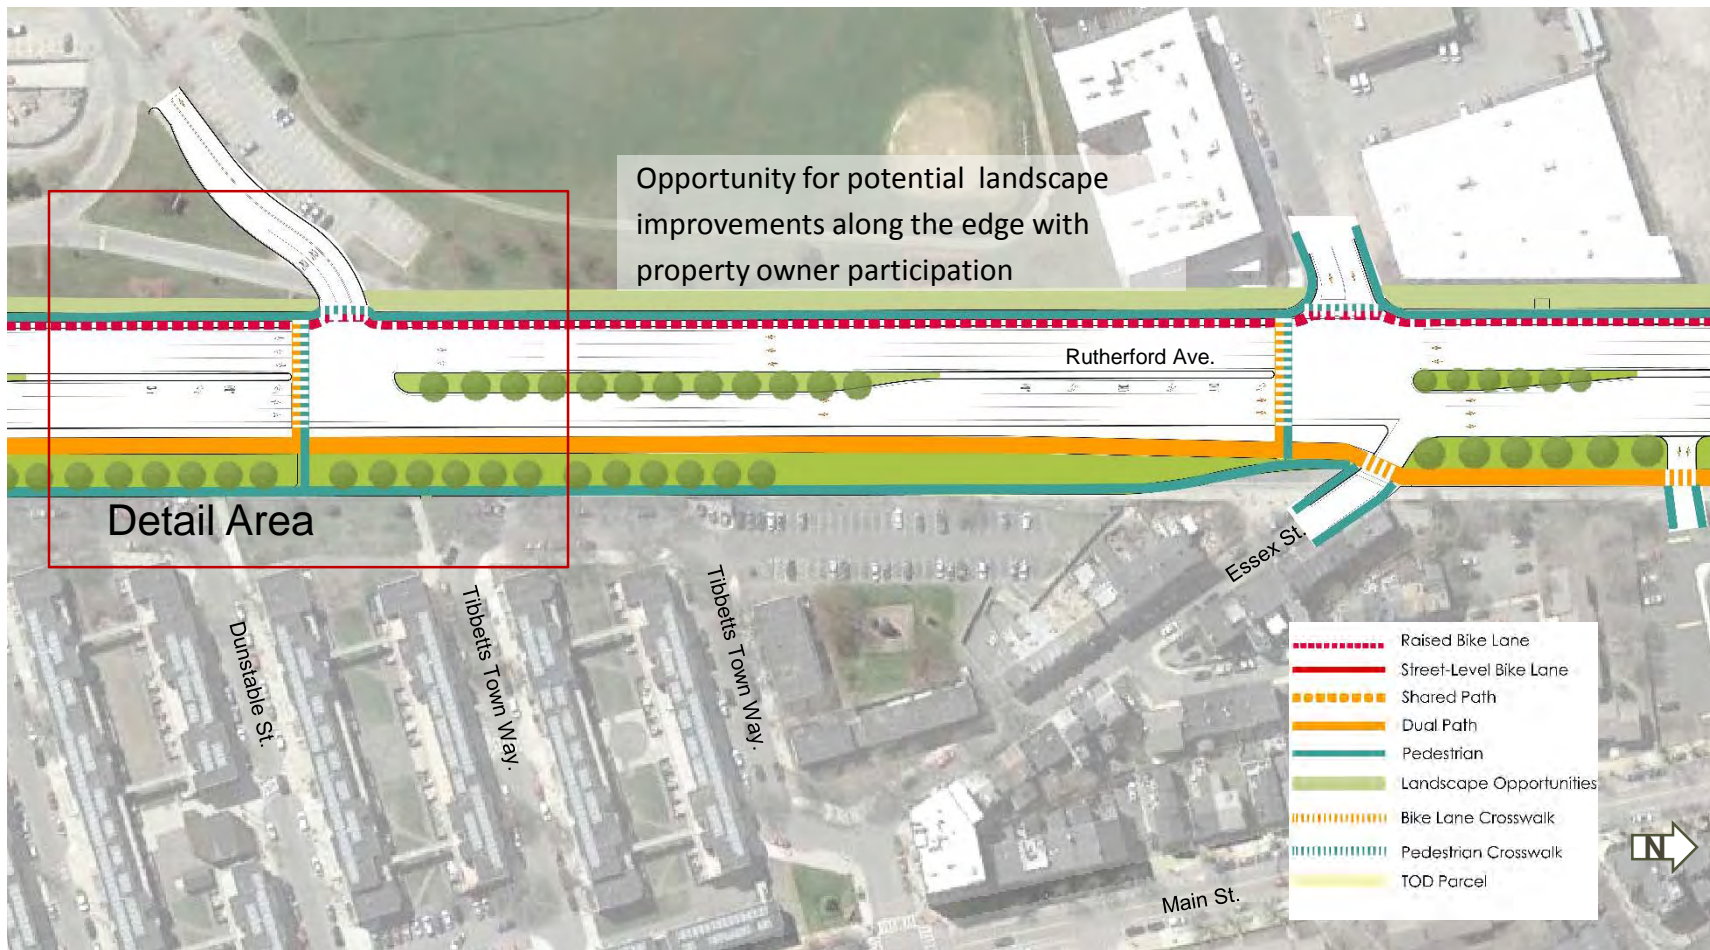 Opportunity for potential landscape
improvements along the edge with
property owner participation
Rutherford Ave.
Detail Area
Essex St.
Tibbetts Town Way.
Tibbetts Town Way.
Dunstable St.
Main St.
Raised Bike Lane
Street-Level Bike Lane
Shared Path
Dual Path
Pedestrian
Landscape Opportunities
Bike Lane Crosswalk
Pedestrian Crosswalk
TOD Parcel
N